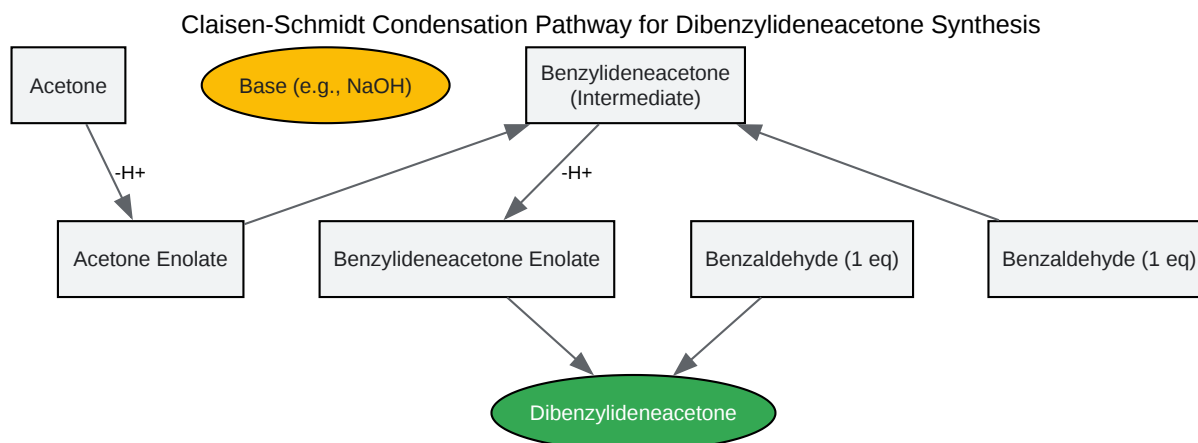 Claisen-Schmidt Condensation Pathway for Dibenzylideneacetone Synthesis
Acetone
Base (e.g., NaOH)
Benzylideneacetone
(Intermediate)
-H+
-H+
Acetone Enolate
Benzylideneacetone Enolate
Benzaldehyde (1 eq)
Benzaldehyde (1 eq)
Dibenzylideneacetone